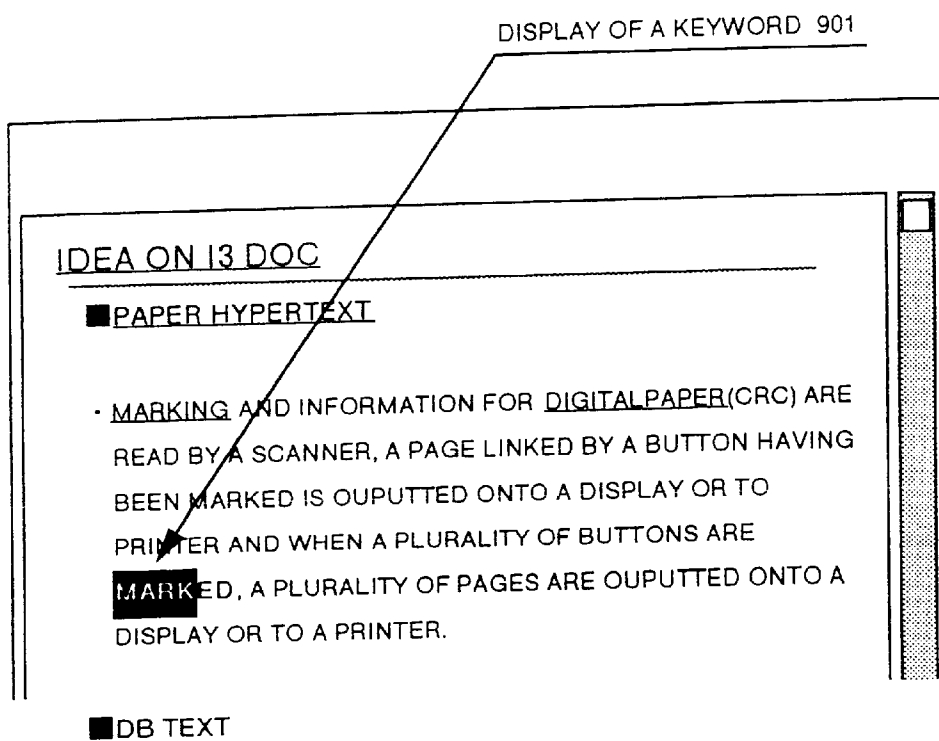 DISPLAY OF A KEYWORD 901
IDEA ON I3 DOC
■PAPER HYPERTEXT
· MARKING AND INFORMATION FOR DIGITALPAPER(CRC) ARE
READ BY A SCANNER, A PAGE LINKED BY A BUTTON HAVING
BEEN MARKED IS OUPUTTED ONTO A DISPLAY OR TO
PRINTER AND WHEN A PLURALITY OF BUTTONS ARE
MARKED, A PLURALITY OF PAGES ARE OUPUTTED ONTO A
DISPLAY OR TO A PRINTER.
■DB TEXT